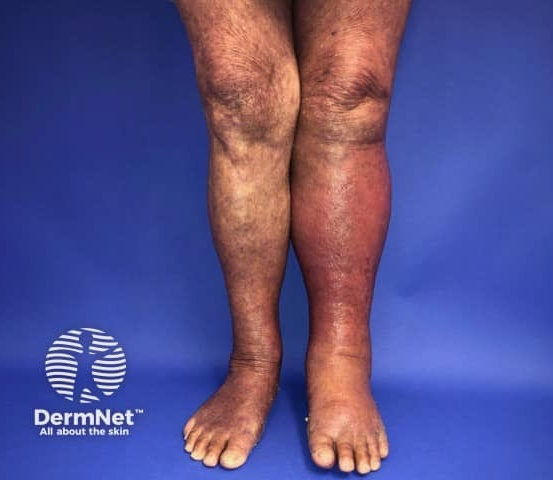 DermNet™
All about the skin